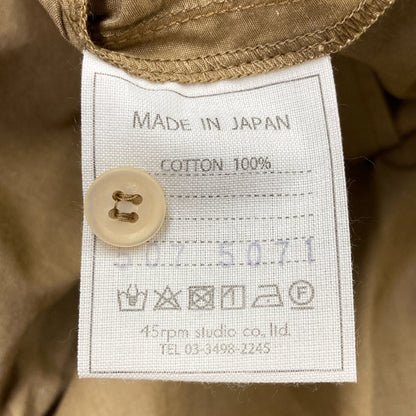 MADE IN JAPAN
COTTON 100%
507 5071
45rpm studio co., ltd.
TEL 03-3498-2245